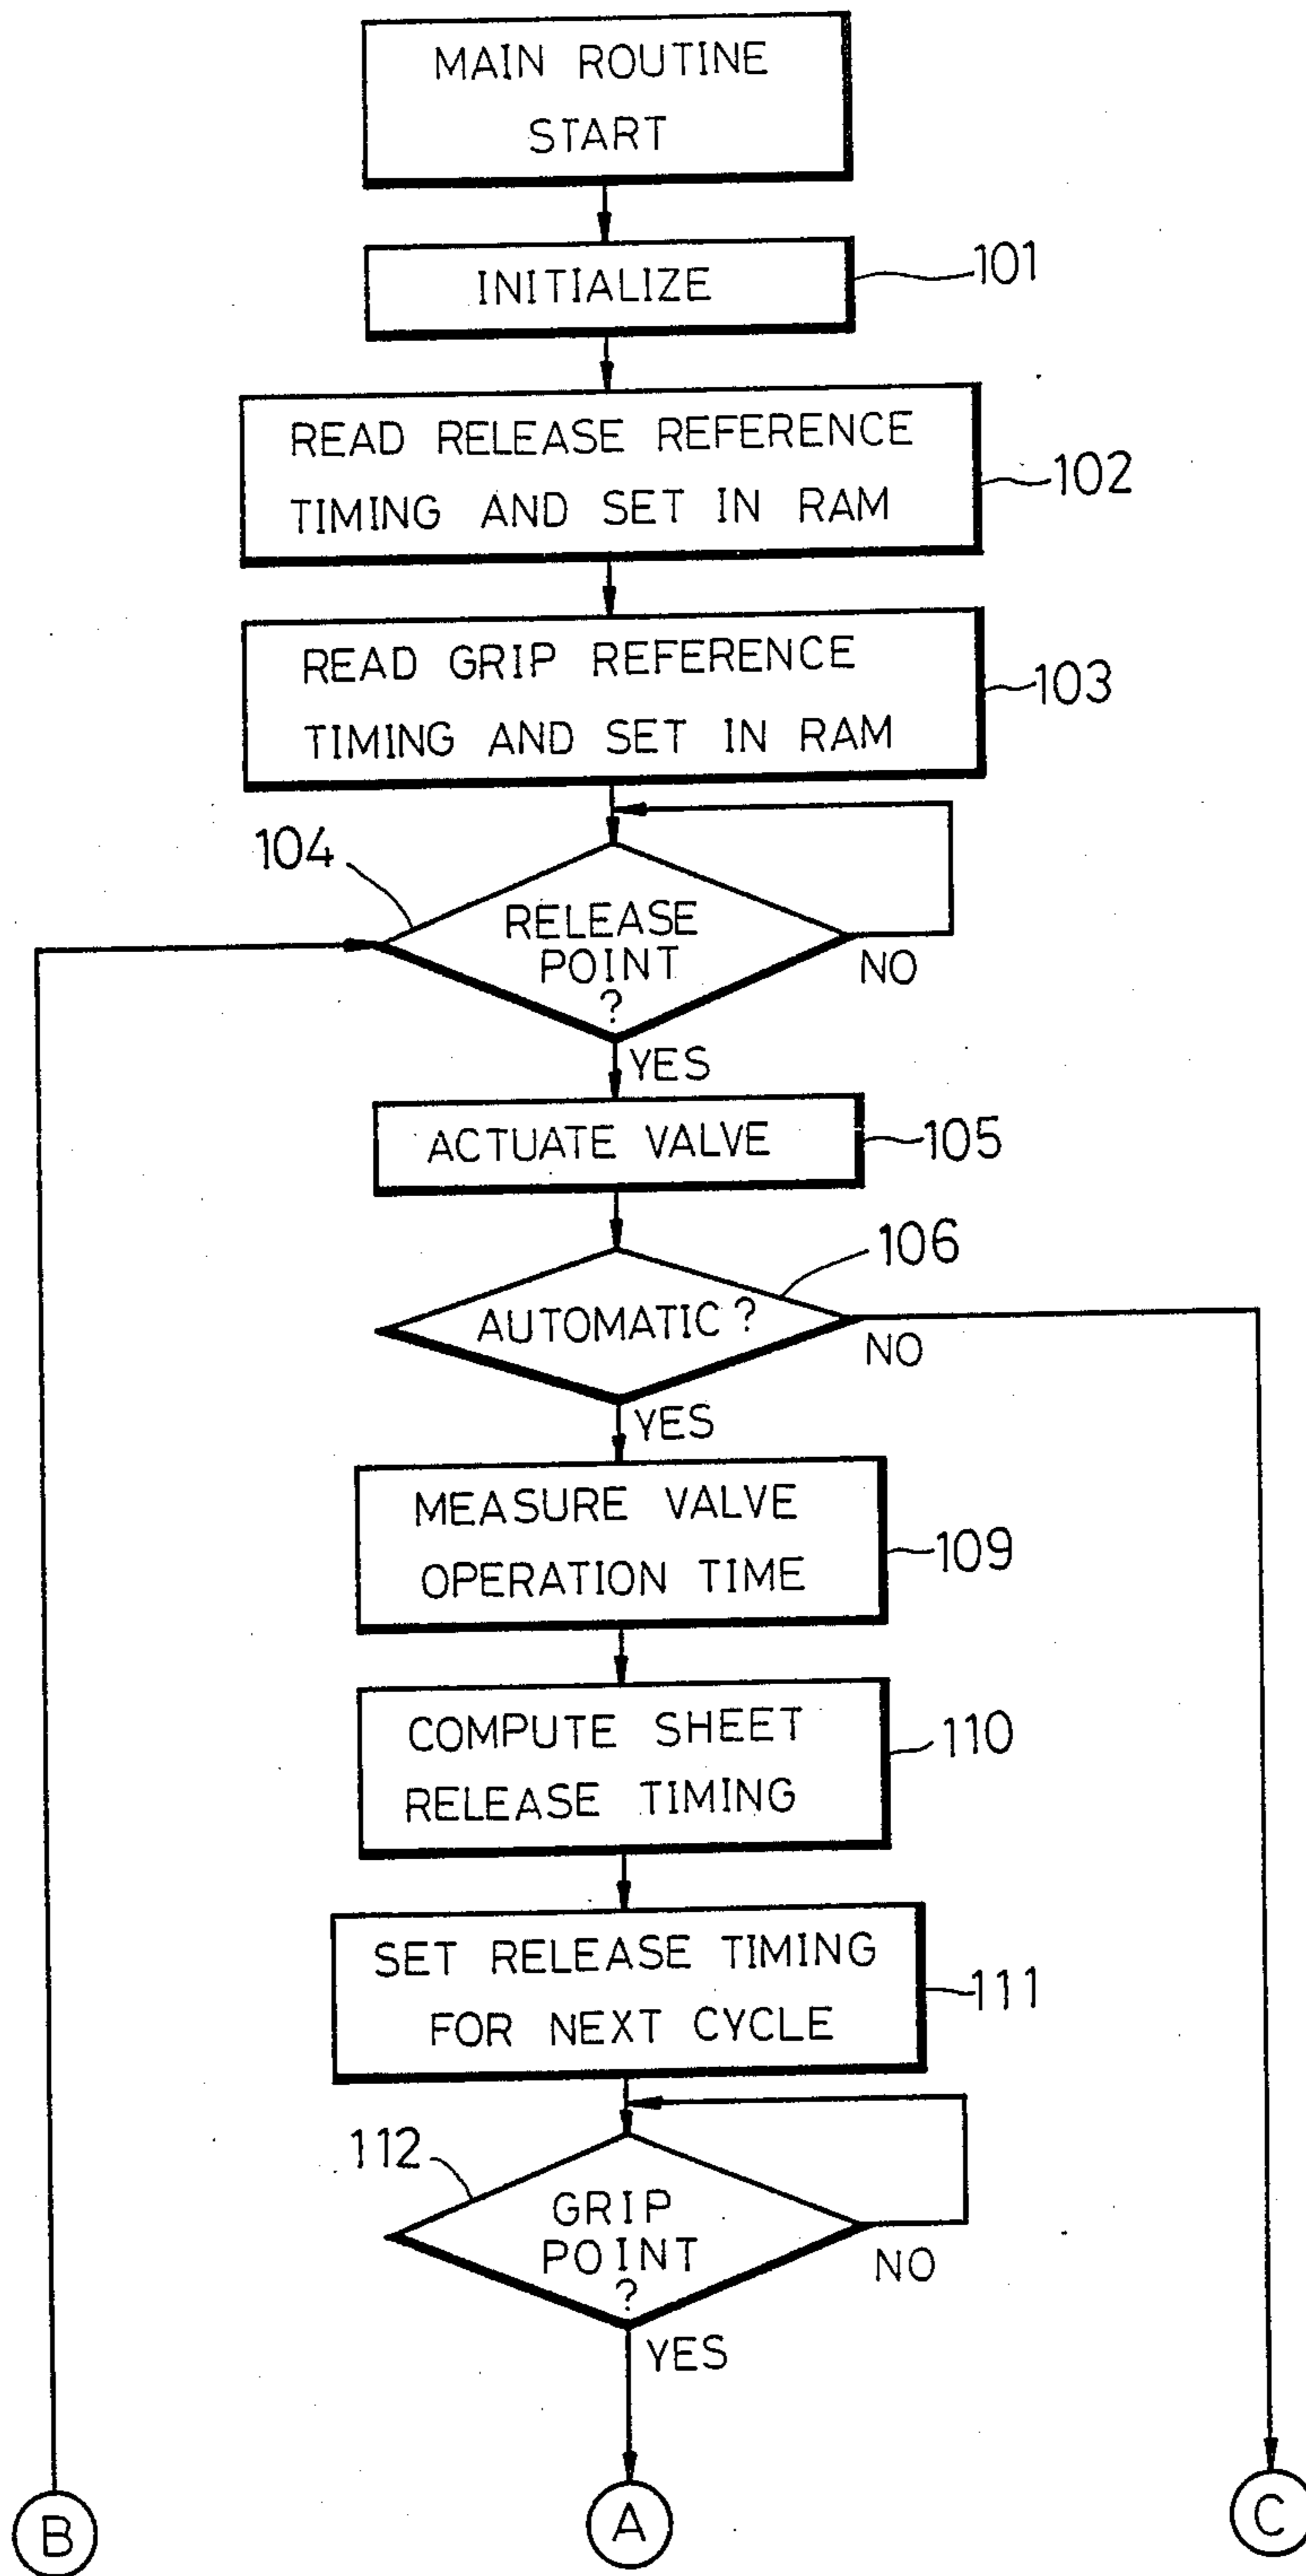 MAIN ROUTINE
START
INITIALIZE
101
READ RELEASE REFERENCE
TIMING AND SET IN RAM
102
READ GRIP REFERENCE
TIMING AND SET IN RAM
103
104
RELEASE
POINT
?
NO
YES
ACTUATE VALVE
105
106
AUTOMATIC ?
NO
YES
MEASURE VALVE
OPERATION TIME
109
COMPUTE SHEET
RELEASE TIMING
110
SET RELEASE TIMING
FOR NEXT CYCLE
111
112
GRIP
POINT
?
NO
YES
B
A
C